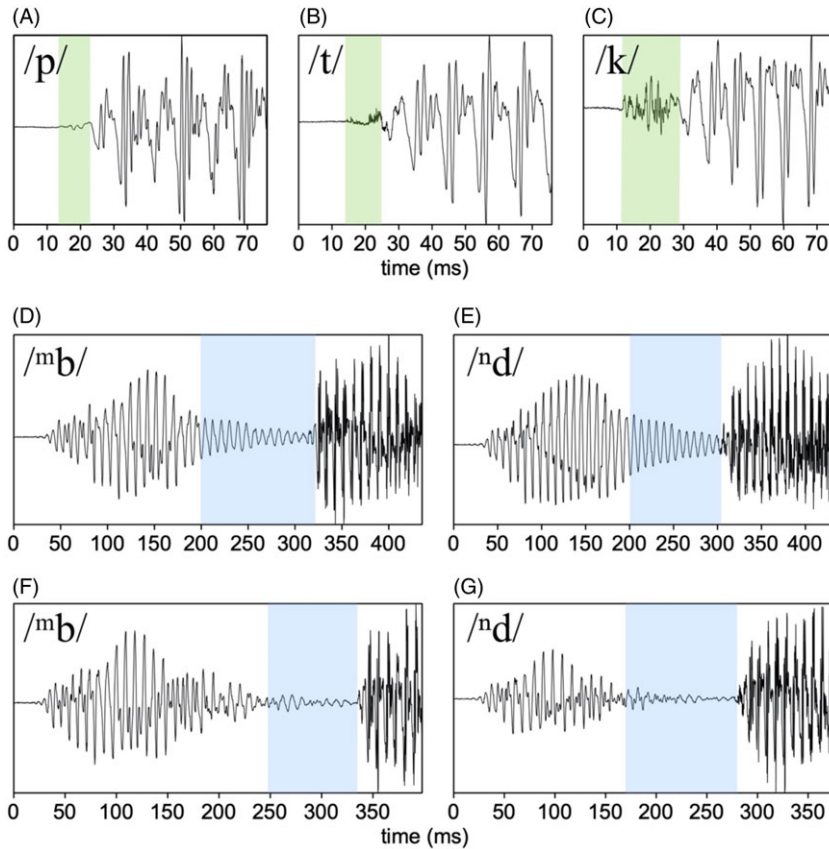 (A) (B) (C)
/p/ /t/ /k/
0 10 20 30 40 50 60 70 0 10 20 30 40 50 60 70 0 10 20 30 40 50 60 70
time (ms)
(D) (E)
/ᵐb/ /ⁿd/
0 50 100 150 200 250 300 350 400 0 50 100 150 200 250 300 350 400
(F) (G)
/ᵐb/ /ⁿd/
0 50 100 150 200 250 300 350 0 50 100 150 200 250 300 350
time (ms)